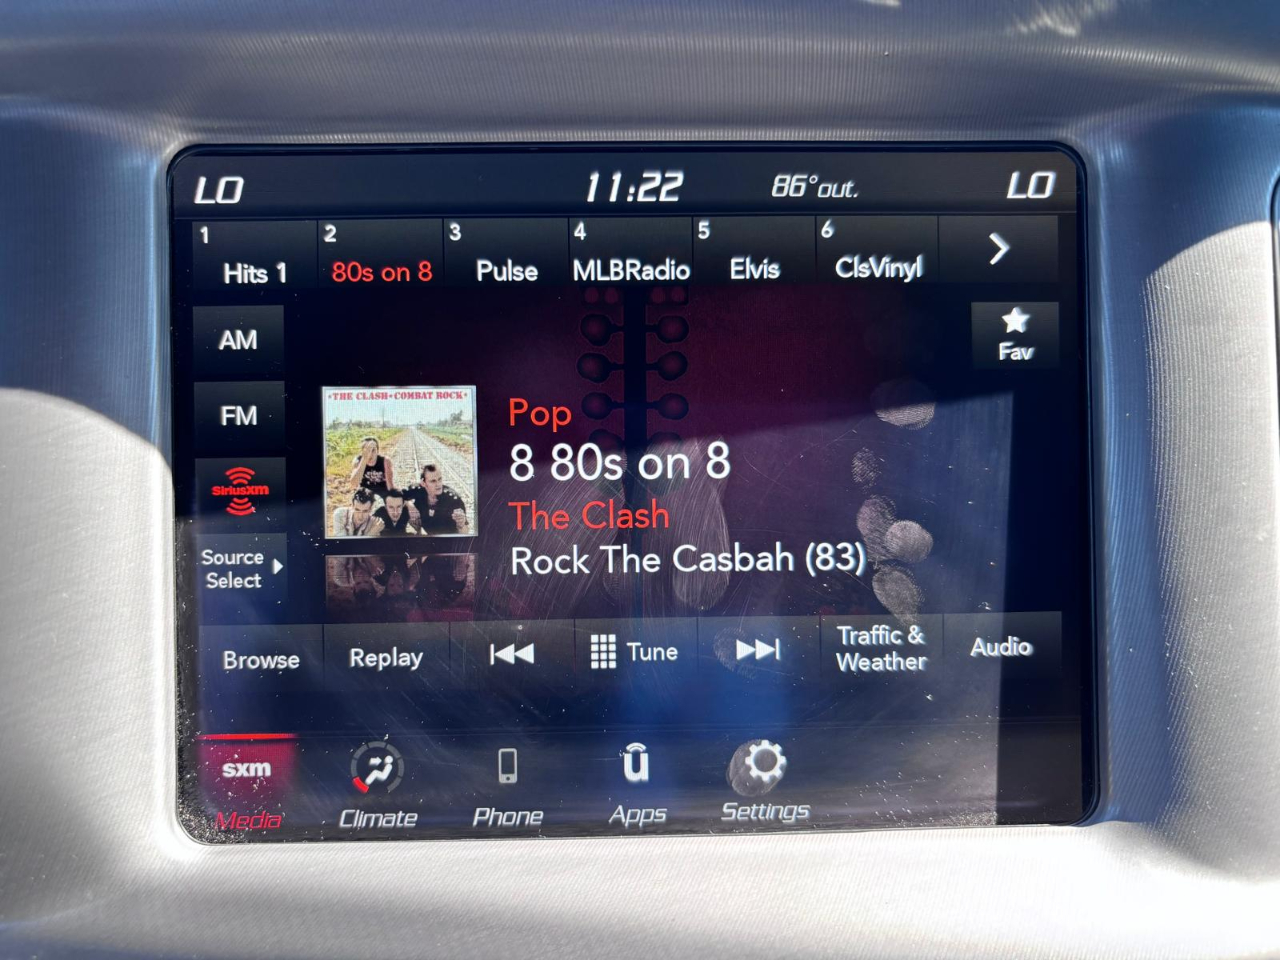 LO 11:22 86°out. LO
1 2 3 4 5 6
Hits 1 80s on 8 Pulse MLBRadio Elvis ClsVinyl
AM
Fav
•THE CLASH•COMBAT ROCK•
Pop
FM
8 80s on 8
SiriusXM
The Clash
Rock The Casbah (83)
Source
Select
Browse Replay Tune Traffic &
Weather Audio
sxm
Media Climate Phone Apps Settings